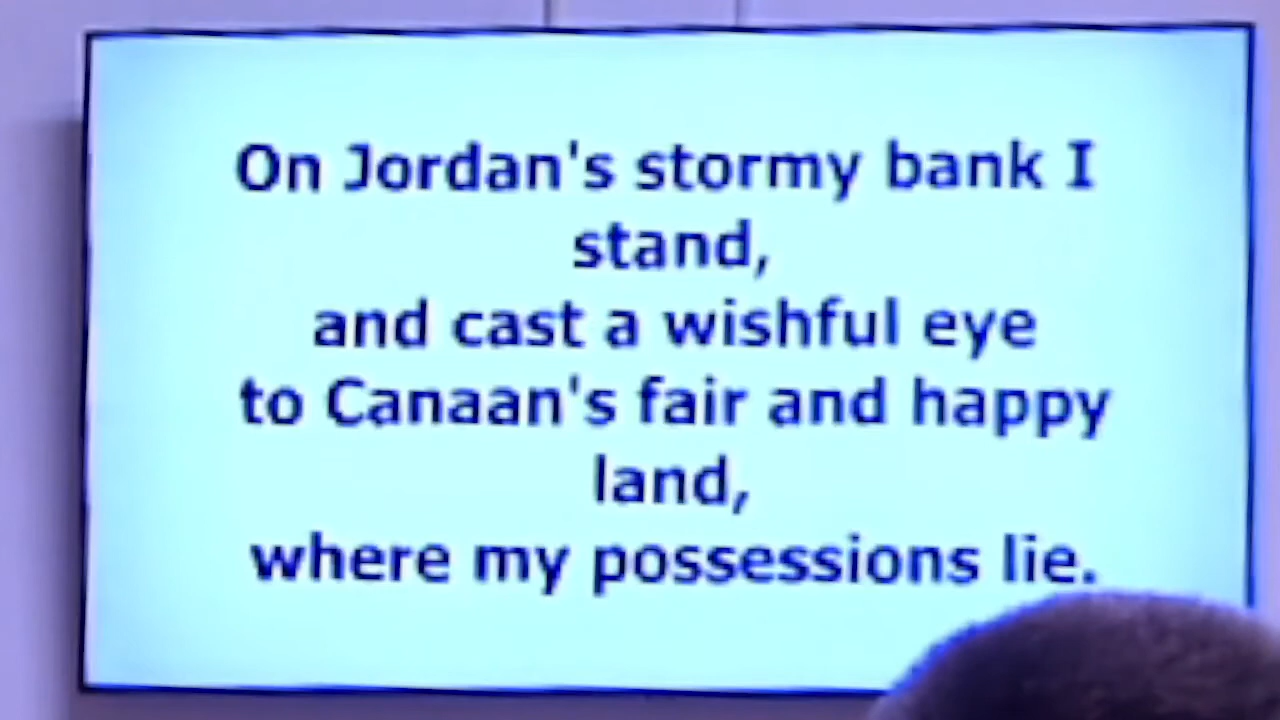 On Jordan's stormy bank I
stand,
and cast a wishful eye
to Canaan's fair and happy
land,
where my possessions lie.